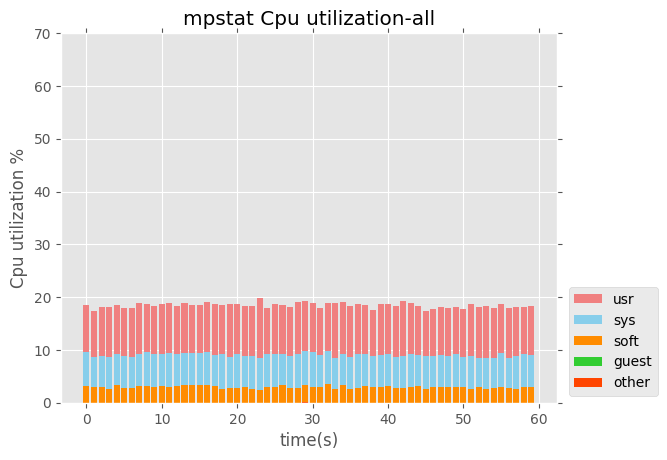 mpstat Cpu utilization-all
70
60
50
40
30
20
10
0
Cpu utilization %
0 10 20 30 40 50 60
time(s)
usr
sys
soft
guest
other